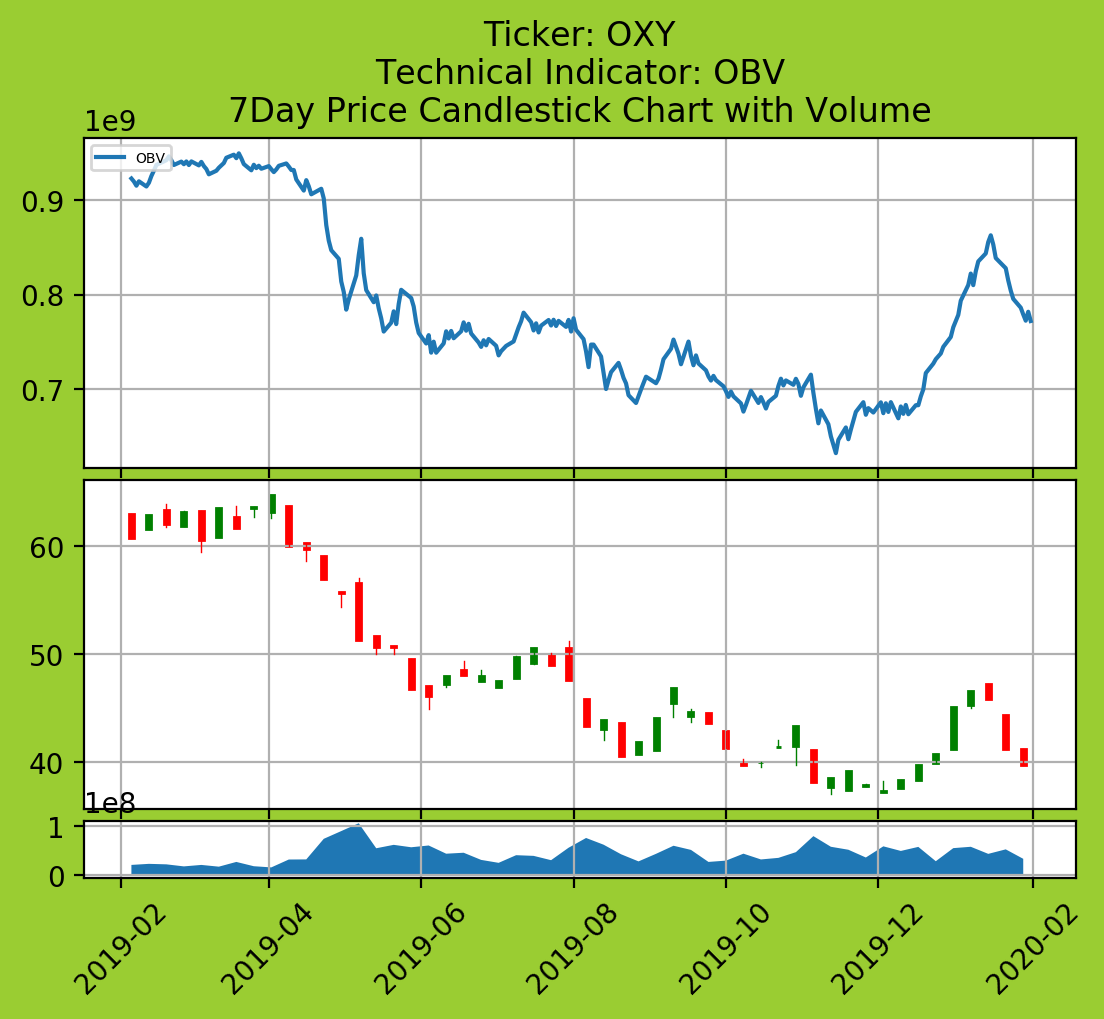 Ticker: OXY
Technical Indicator: OBV
7Day Price Candlestick Chart with Volume
1e9
OBV
0.9
0.8
0.7
60
50
40
1e8
1
0
2019-02
2019-04
2019-06
2019-08
2019-10
2019-12
2020-02